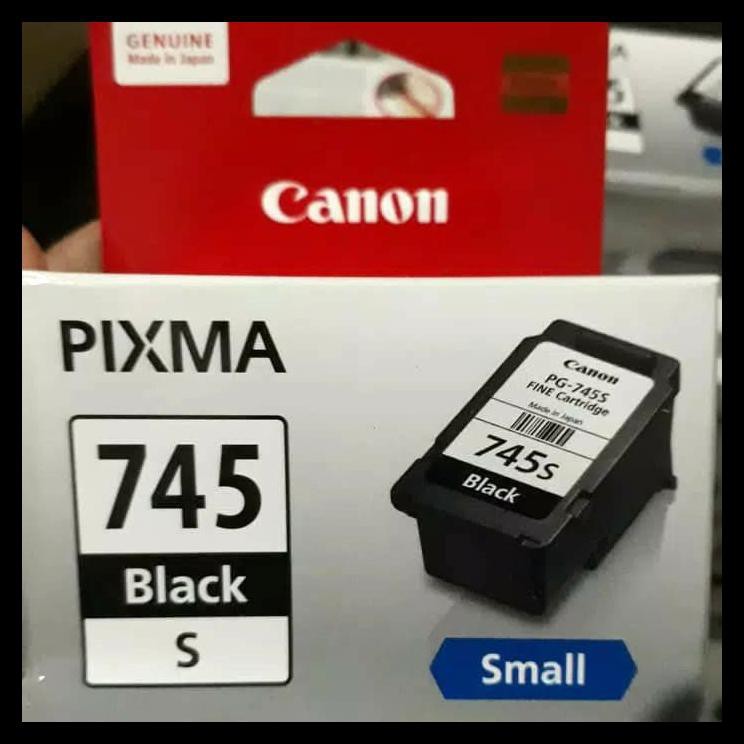 GENUINE
Made in Japan
Canon
PIXMA
745
Black
S
Canon
PG-745S
FINE Cartridge
Made in Japan
745s
Black
Small